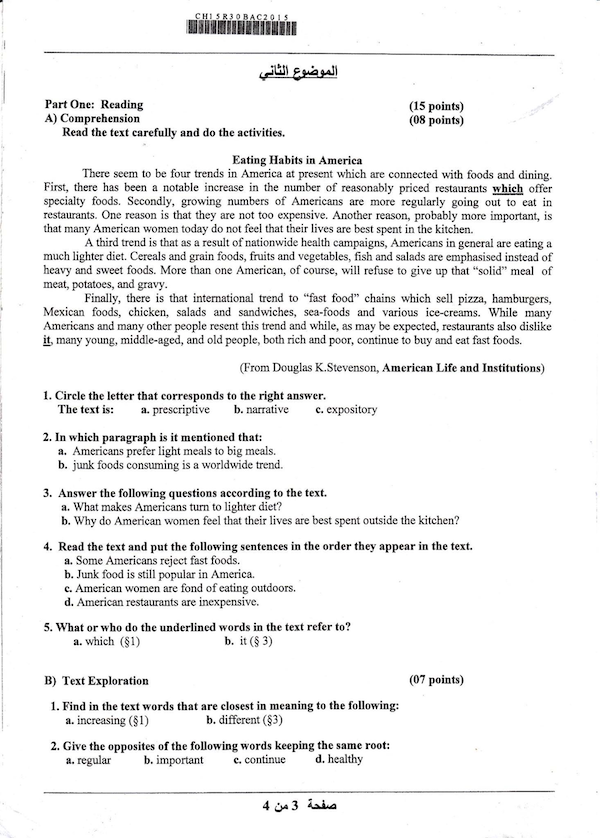 CH15R30BAC2015
الموضوع الثاني
Part One: Reading (15 points)
A) Comprehension (08 points)
Read the text carefully and do the activities.
Eating Habits in America
There seem to be four trends in America at present which are connected with foods and dining.
First, there has been a notable increase in the number of reasonably priced restaurants which offer
specialty foods. Secondly, growing numbers of Americans are more regularly going out to eat in
restaurants. One reason is that they are not too expensive. Another reason, probably more important, is
that many American women today do not feel that their lives are best spent in the kitchen.
A third trend is that as a result of nationwide health campaigns, Americans in general are eating a
much lighter diet. Cereals and grain foods, fruits and vegetables, fish and salads are emphasised instead of
heavy and sweet foods. More than one American, of course, will refuse to give up that “solid” meal of
meat, potatoes, and gravy.
Finally, there is that international trend to “fast food” chains which sell pizza, hamburgers,
Mexican foods, chicken, salads and sandwiches, sea-foods and various ice-creams. While many
Americans and many other people resent this trend and while, as may be expected, restaurants also dislike
it, many young, middle-aged, and old people, both rich and poor, continue to buy and eat fast foods.
(From Douglas K.Stevenson, American Life and Institutions)
1. Circle the letter that corresponds to the right answer.
The text is: a. prescriptive b. narrative c. expository
2. In which paragraph is it mentioned that:
a. Americans prefer light meals to big meals.
b. junk foods consuming is a worldwide trend.
3. Answer the following questions according to the text.
a. What makes Americans turn to lighter diet?
b. Why do American women feel that their lives are best spent outside the kitchen?
4. Read the text and put the following sentences in the order they appear in the text.
a. Some Americans reject fast foods.
b. Junk food is still popular in America.
c. American women are fond of eating outdoors.
d. American restaurants are inexpensive.
5. What or who do the underlined words in the text refer to?
a. which (§1) b. it (§ 3)
B) Text Exploration (07 points)
1. Find in the text words that are closest in meaning to the following:
a. increasing (§1) b. different (§3)
2. Give the opposites of the following words keeping the same root:
a. regular b. important c. continue d. healthy
صفحة 3 من 4